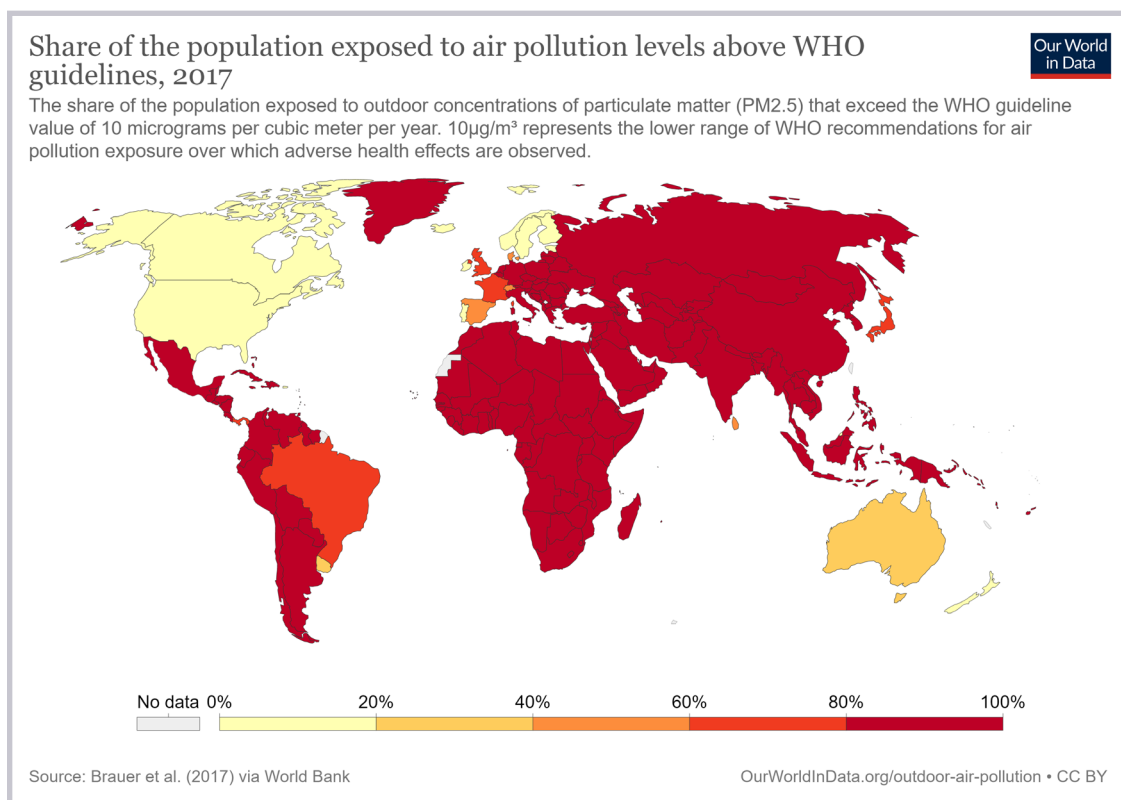 Share of the population exposed to air pollution levels above WHO
guidelines, 2017
Our World
in Data
The share of the population exposed to outdoor concentrations of particulate matter (PM2.5) that exceed the WHO guideline
value of 10 micrograms per cubic meter per year. 10µg/m³ represents the lower range of WHO recommendations for air
pollution exposure over which adverse health effects are observed.
No data 0% 20% 40% 60% 80% 100%
Source: Brauer et al. (2017) via World Bank
OurWorldInData.org/outdoor-air-pollution • CC BY